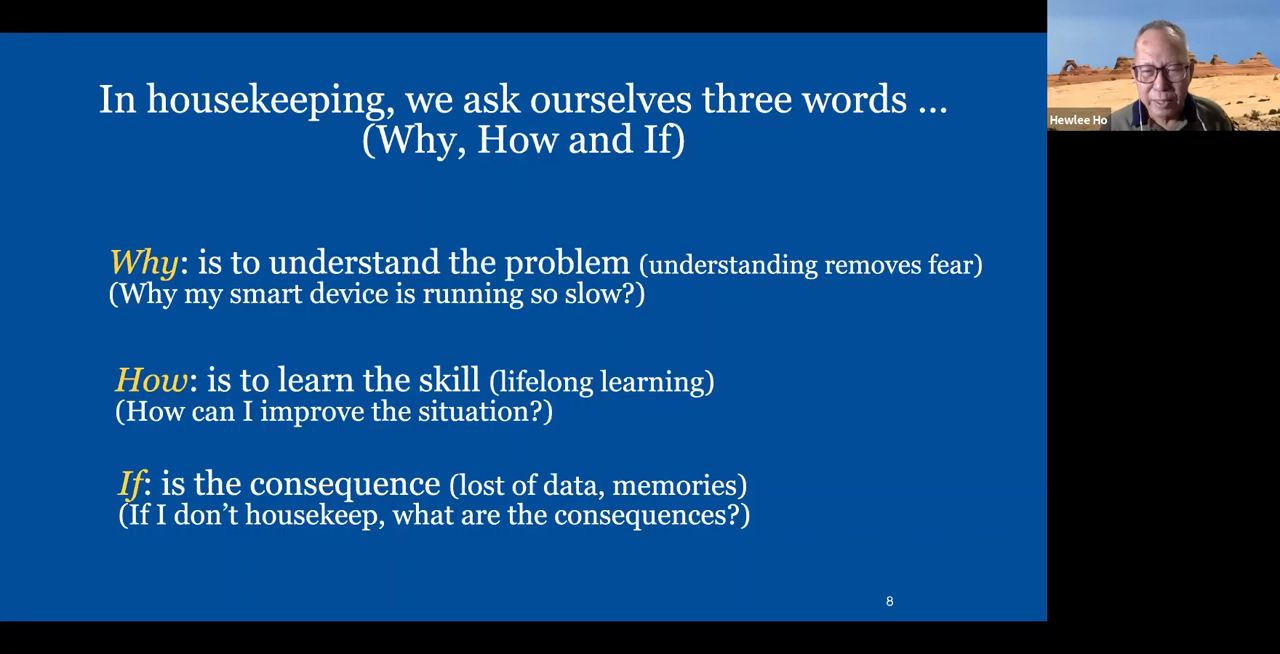 In housekeeping, we ask ourselves three words ...
(Why, How and If)
Why: is to understand the problem (understanding removes fear)
(Why my smart device is running so slow?)
How: is to learn the skill (lifelong learning)
(How can I improve the situation?)
If: is the consequence (lost of data, memories)
(If I don’t housekeep, what are the consequences?)
8
Hewlee Ho